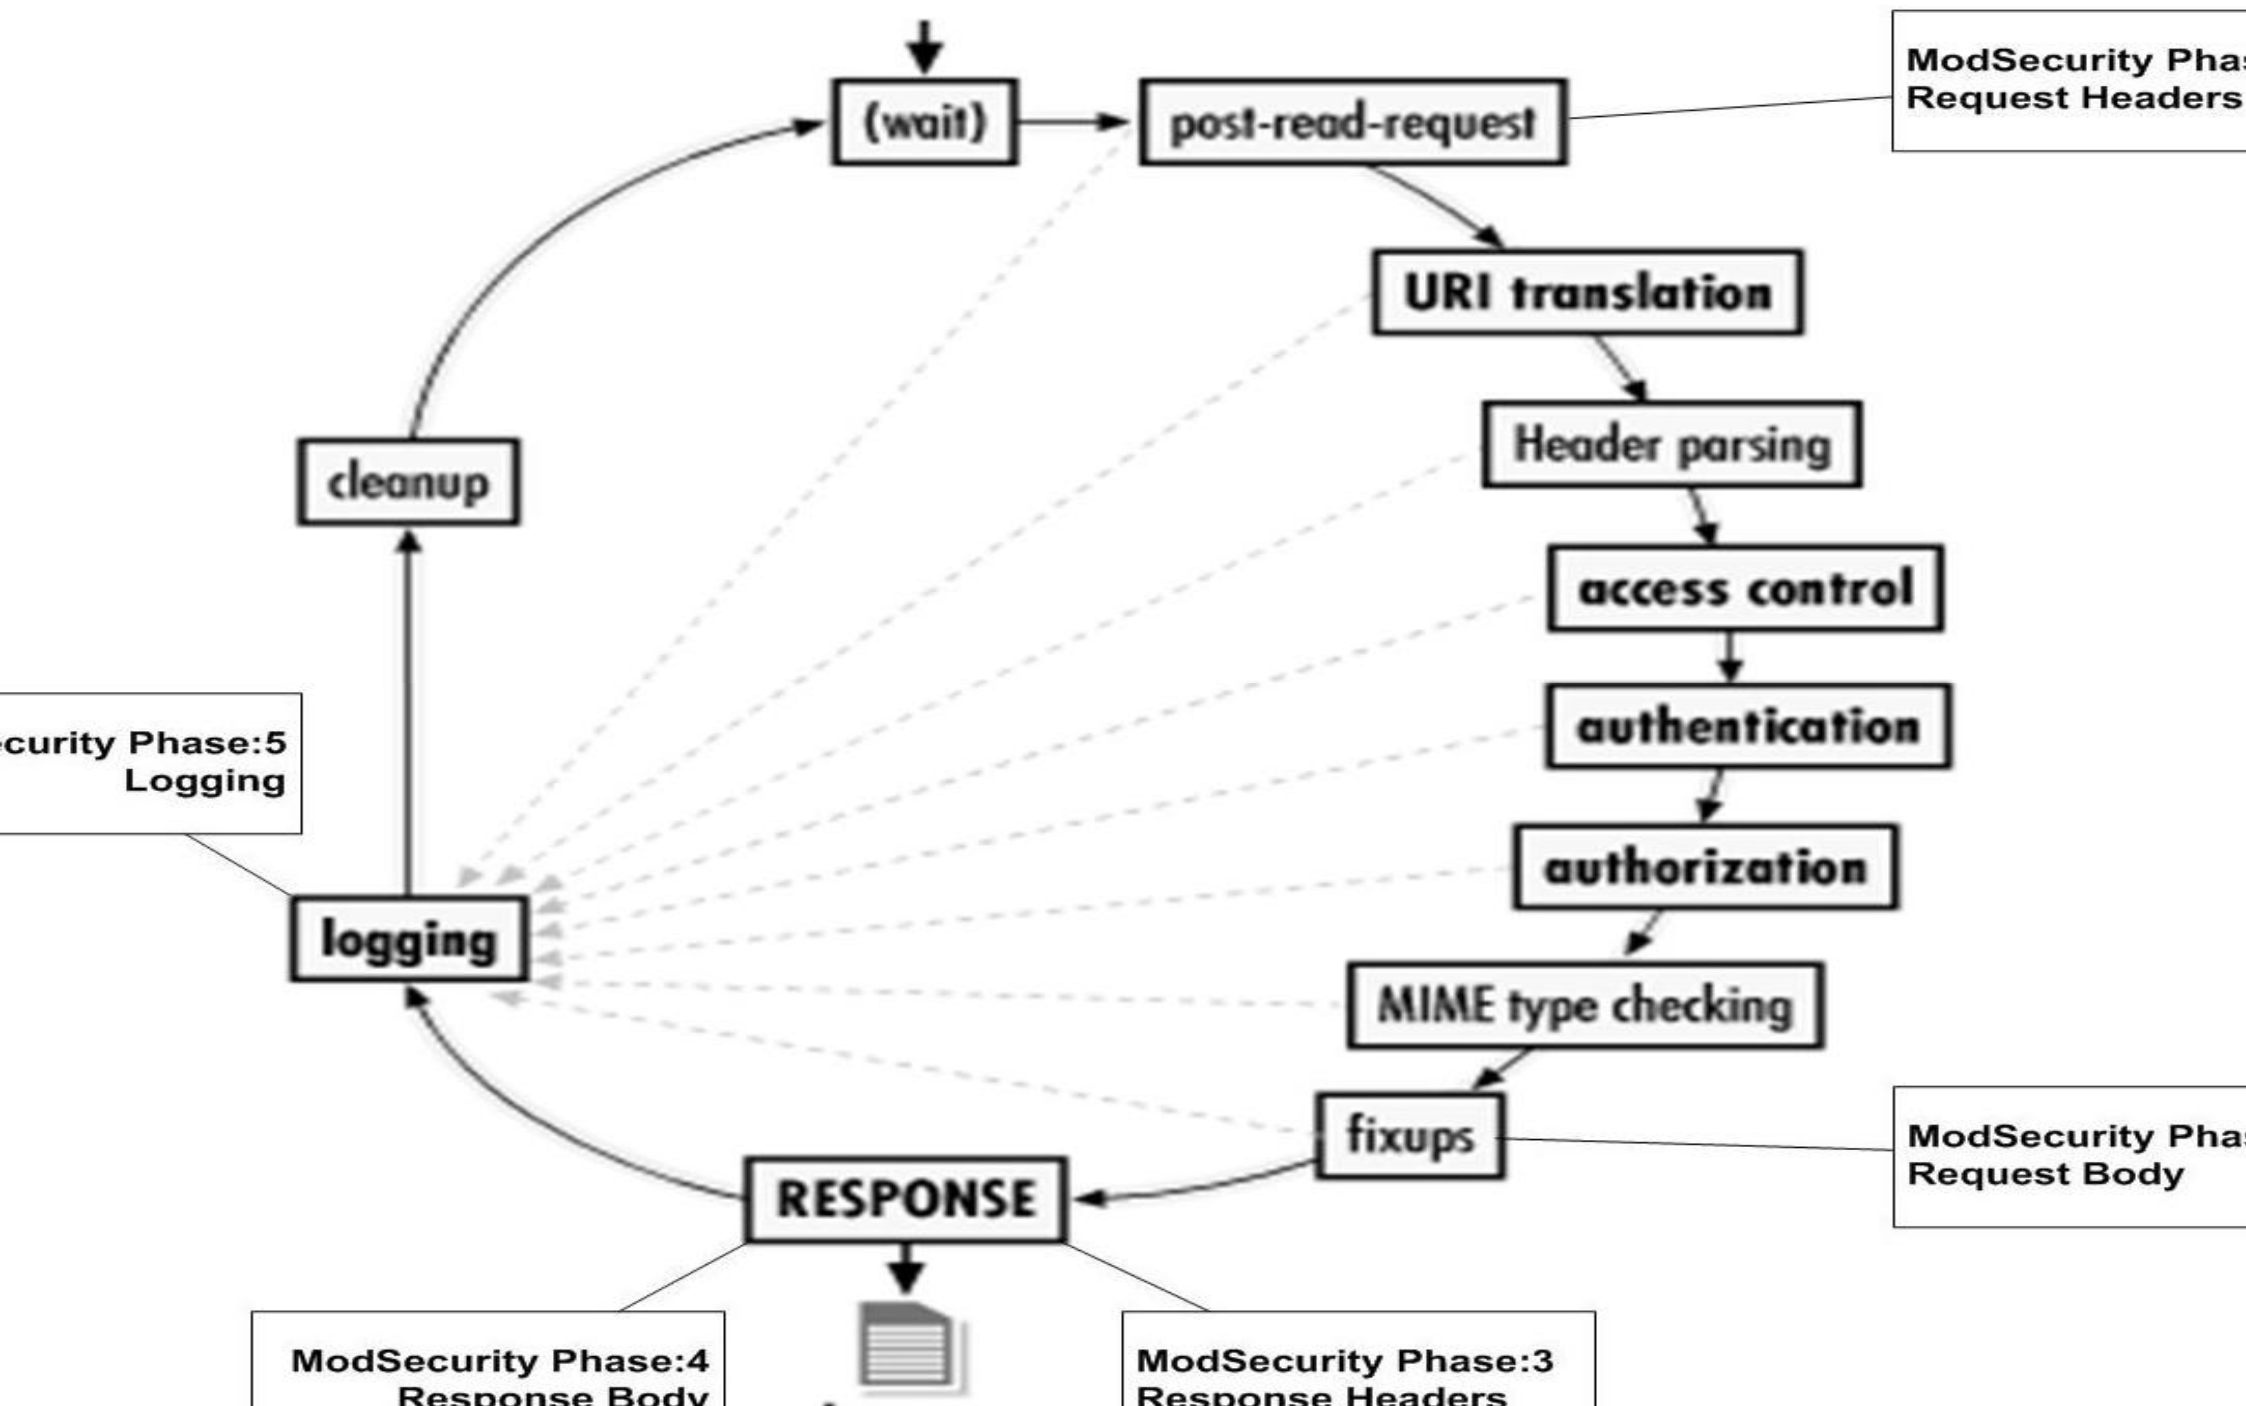 (wait)
post-read-request
ModSecurity Phas
Request Headers
URI translation
Header parsing
cleanup
access control
authentication
curity Phase:5
Logging
authorization
logging
MIME type checking
fixups
ModSecurity Phas
Request Body
RESPONSE
ModSecurity Phase:4
Response Body
ModSecurity Phase:3
Response Headers